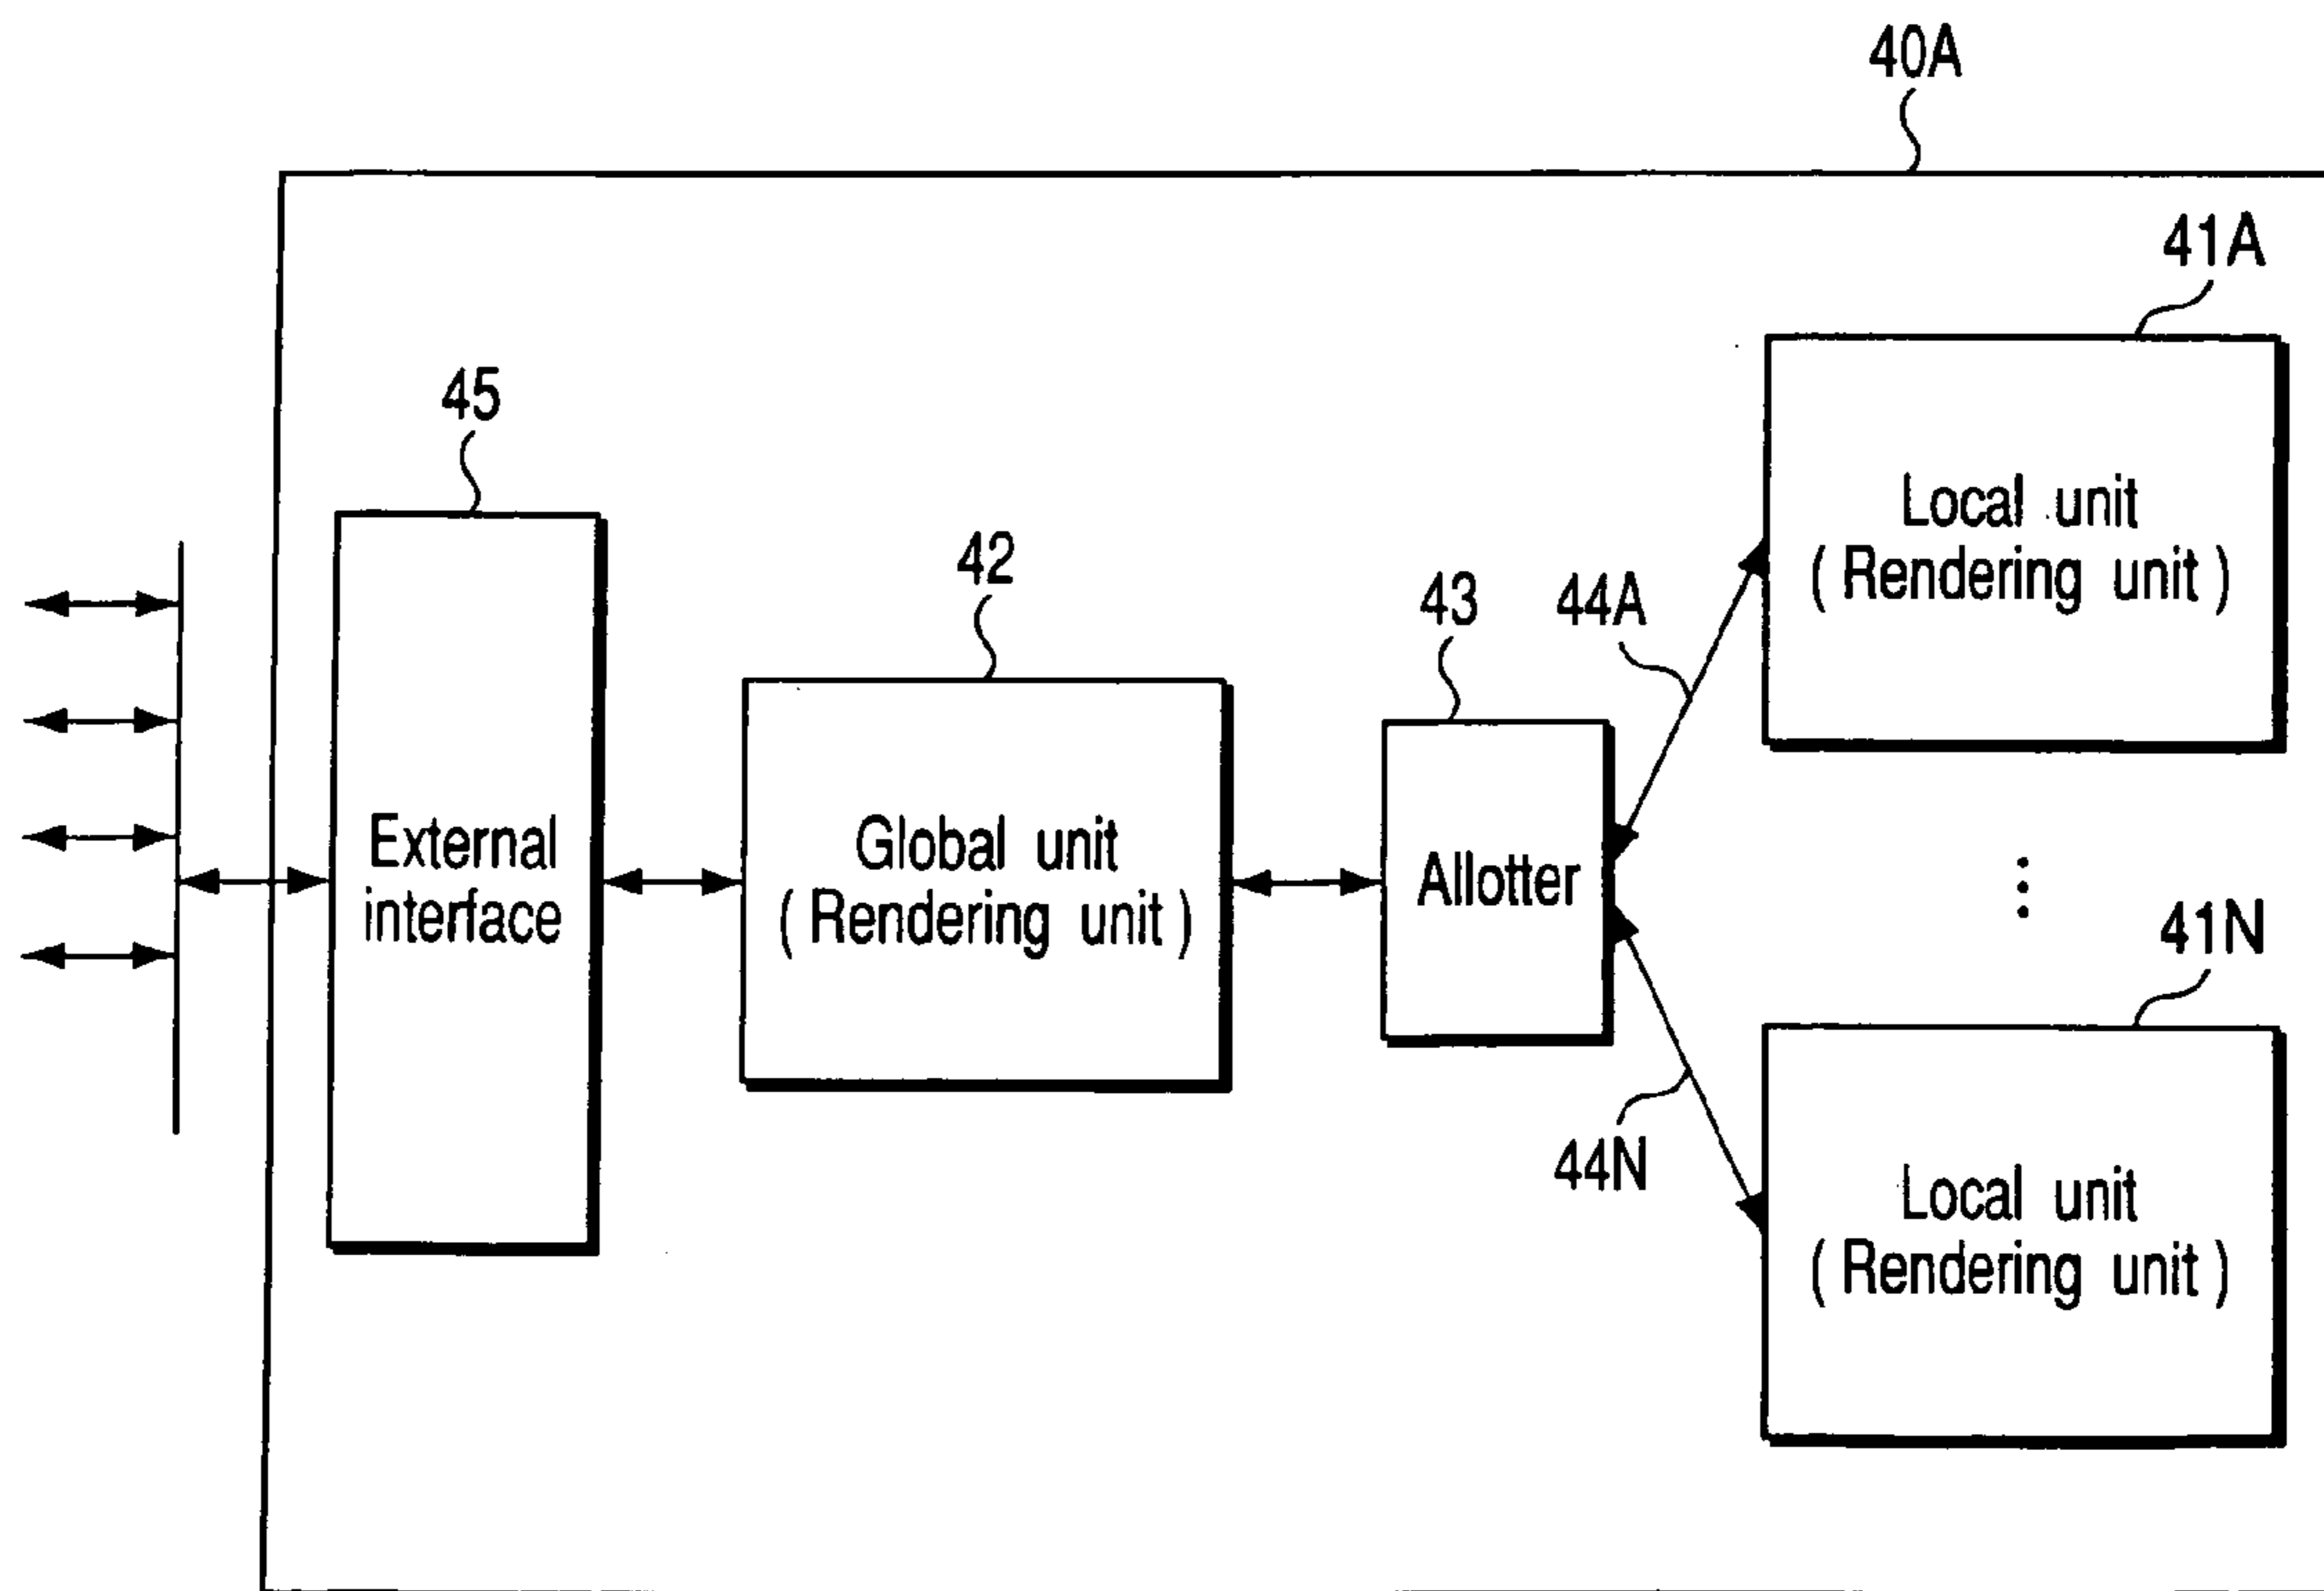 40A
41A
45
42
43
44A
Local unit
( Rendering unit )
External
interface
Global unit
( Rendering unit )
Allotter
41N
44N
Local unit
( Rendering unit )